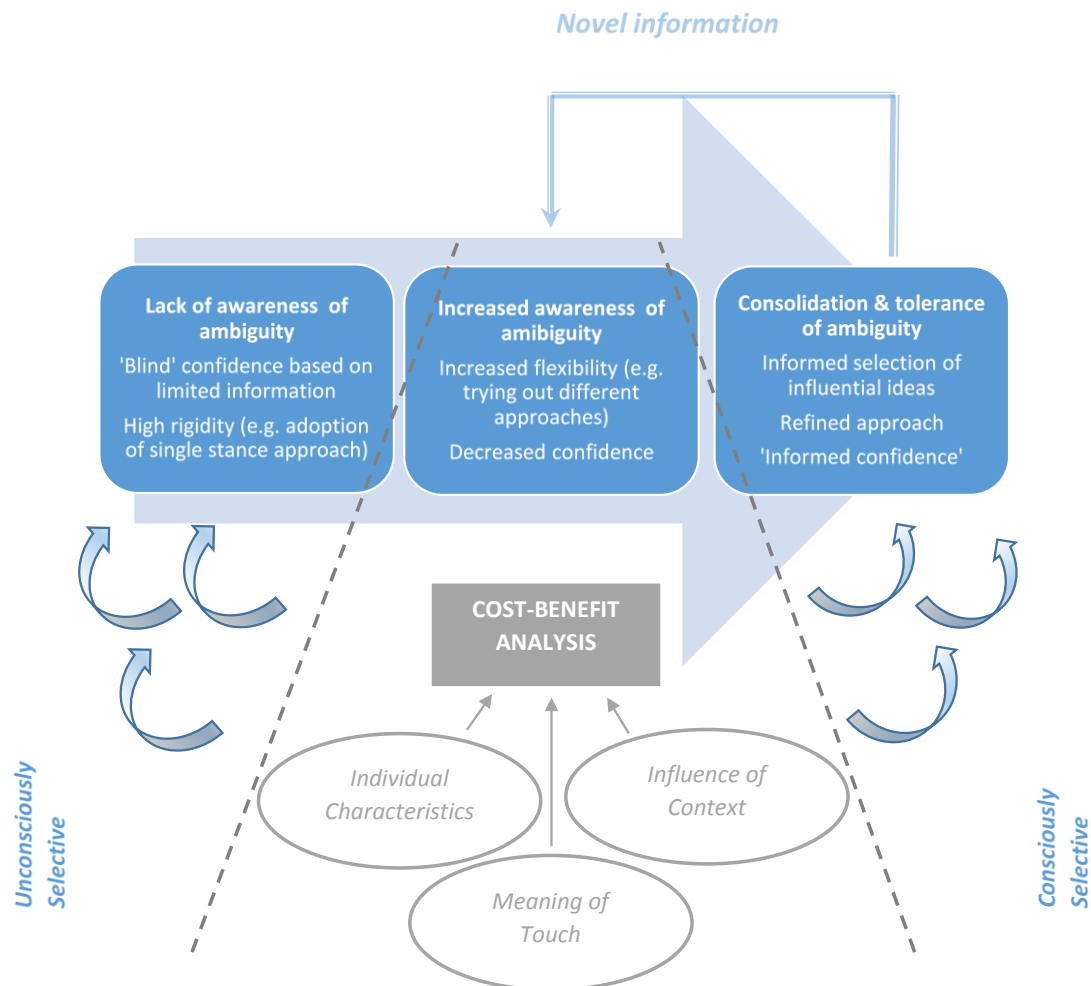 Novel information
Lack of awareness of
ambiguity
'Blind' confidence based on
limited information
High rigidity (e.g. adoption
of single stance approach)
Increased awareness of
amibiguity
Increased flexibility (e.g.
trying out different
approaches)
Decreased confidence
Consolidation & tolerance
of ambiguity
Informed selection of
influential ideas
Refined approach
'Informed confidence'
COST-BENEFIT
ANALYSIS
Individual
Characteristics
Influence of
Context
Meaning of
Touch
Unconsciously
Selective
Consciously
Selective